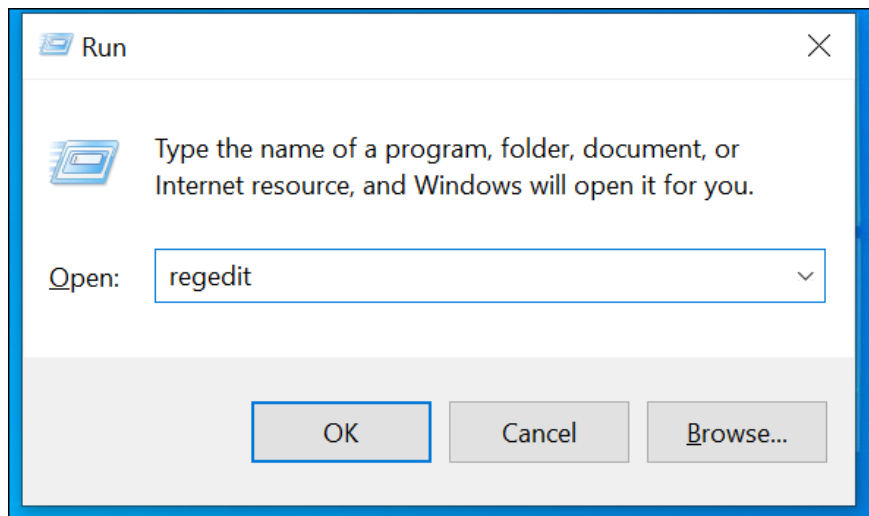 Run
Type the name of a program, folder, document, or
Internet resource, and Windows will open it for you.
Open:
regedit
OK
Cancel
Browse...